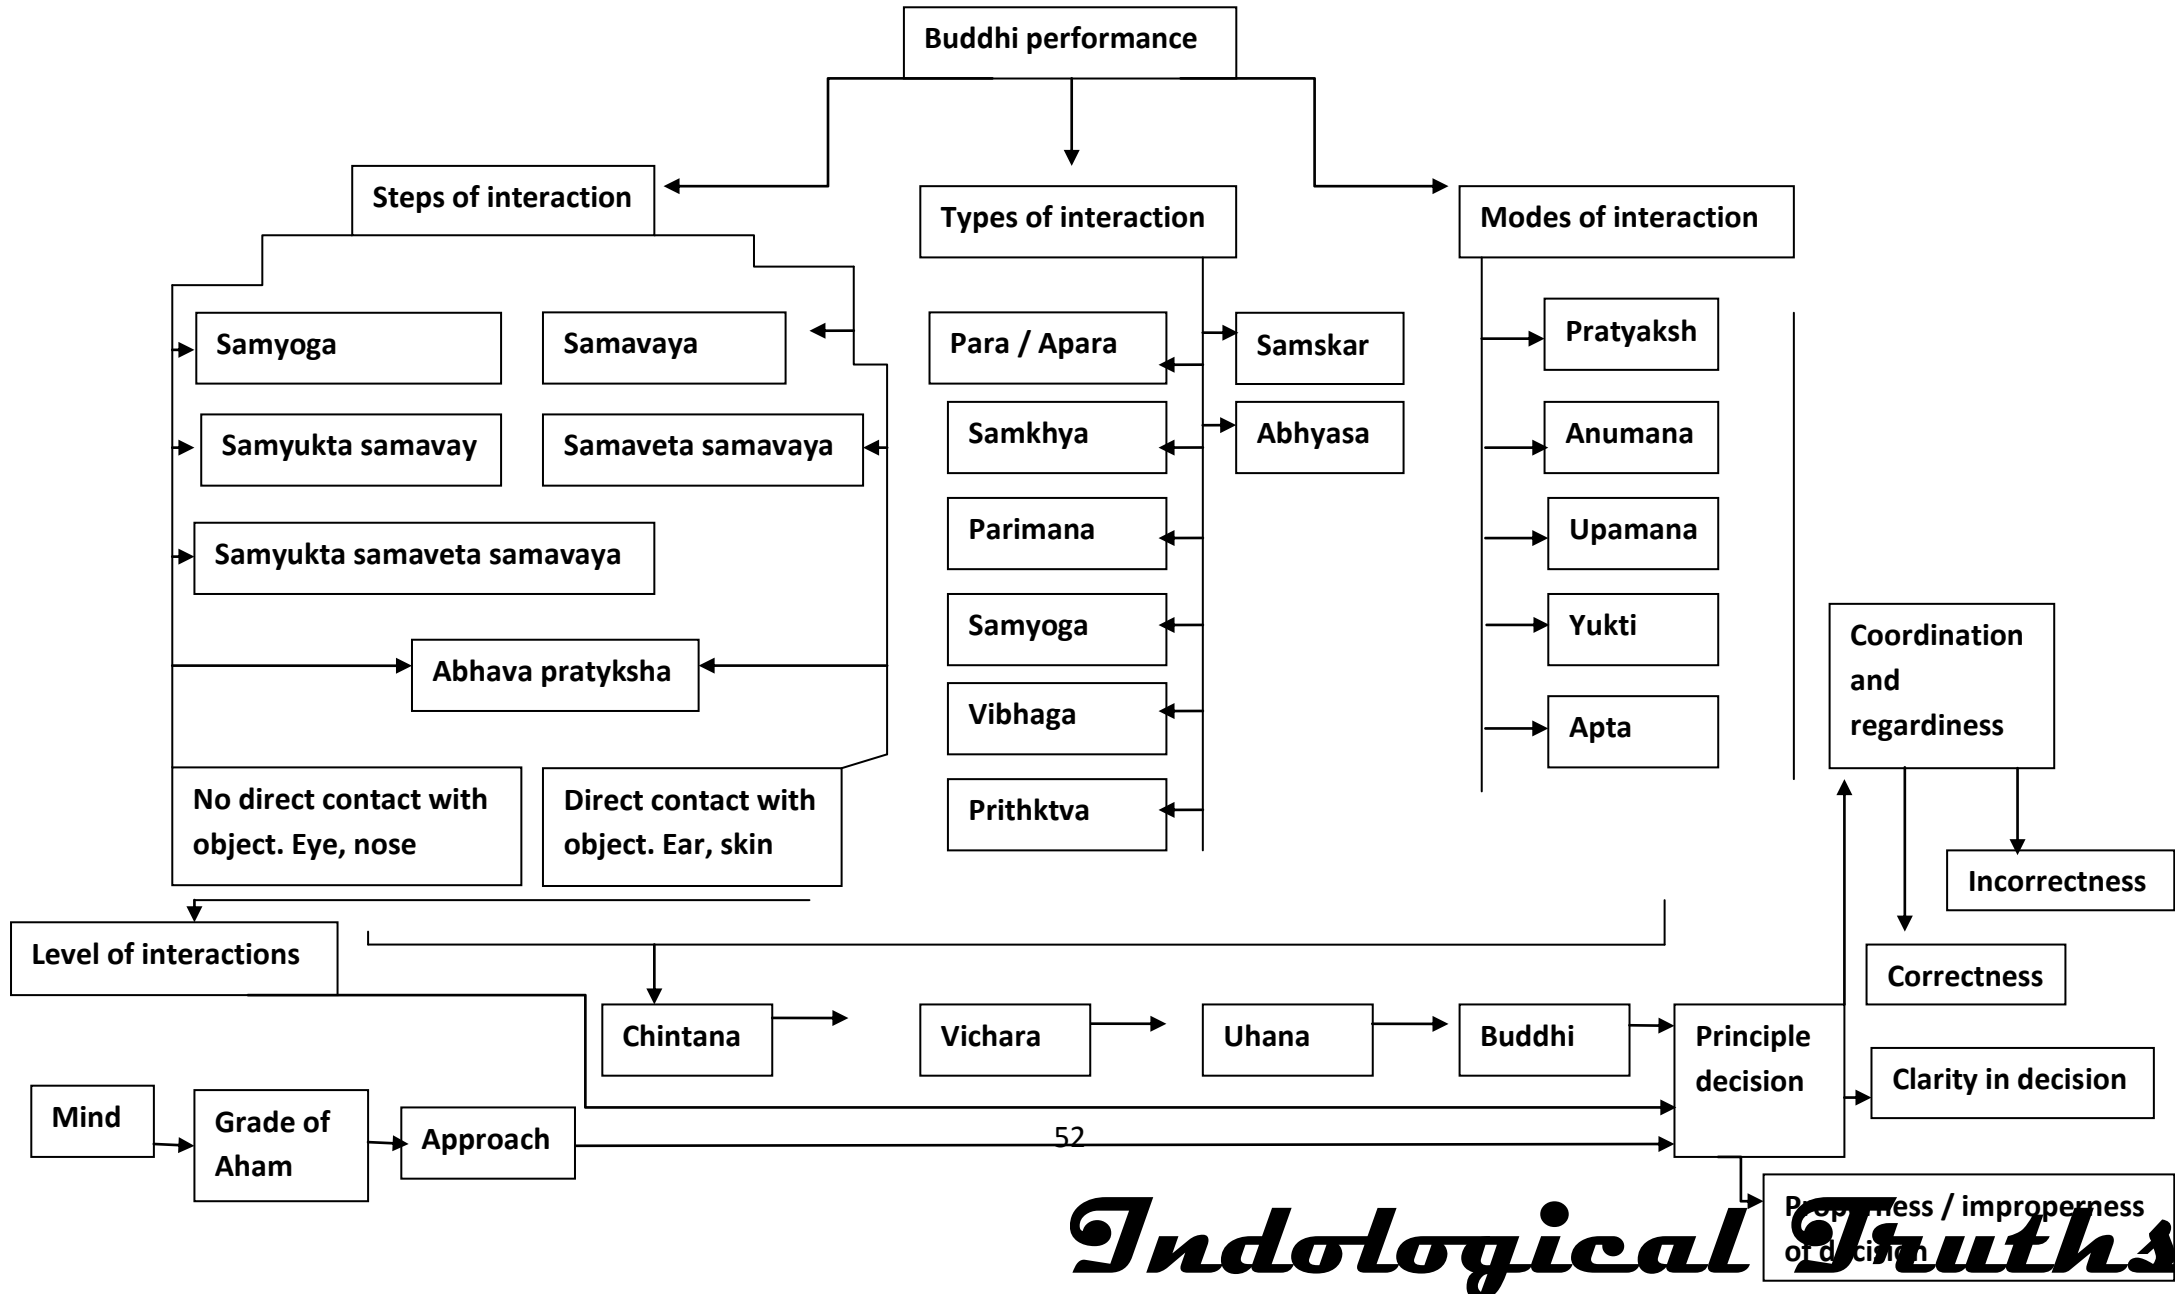 Buddhi performance
Steps of interaction
Types of interaction
Modes of interaction
Samyoga
Samavaya
Samyukta samavay
Samaveta samavaya
Samyukta samaveta samavaya
Abhava pratyksha
No direct contact with
object. Eye, nose
Direct contact with
object. Ear, skin
Para / Apara
Samkhya
Parimana
Samyoga
Vibhaga
Prithktva
Samskar
Abhyasa
Pratyaksh
Anumana
Upamana
Yukti
Apta
Coordination
and
regardiness
Incorrectness
Correctness
Level of interactions
Chintana
Vichara
Uhana
Buddhi
Principle
decision
Clarity in decision
Mind
Grade of
Aham
Approach
52
Properness / improperness
of decision
Indological Truths